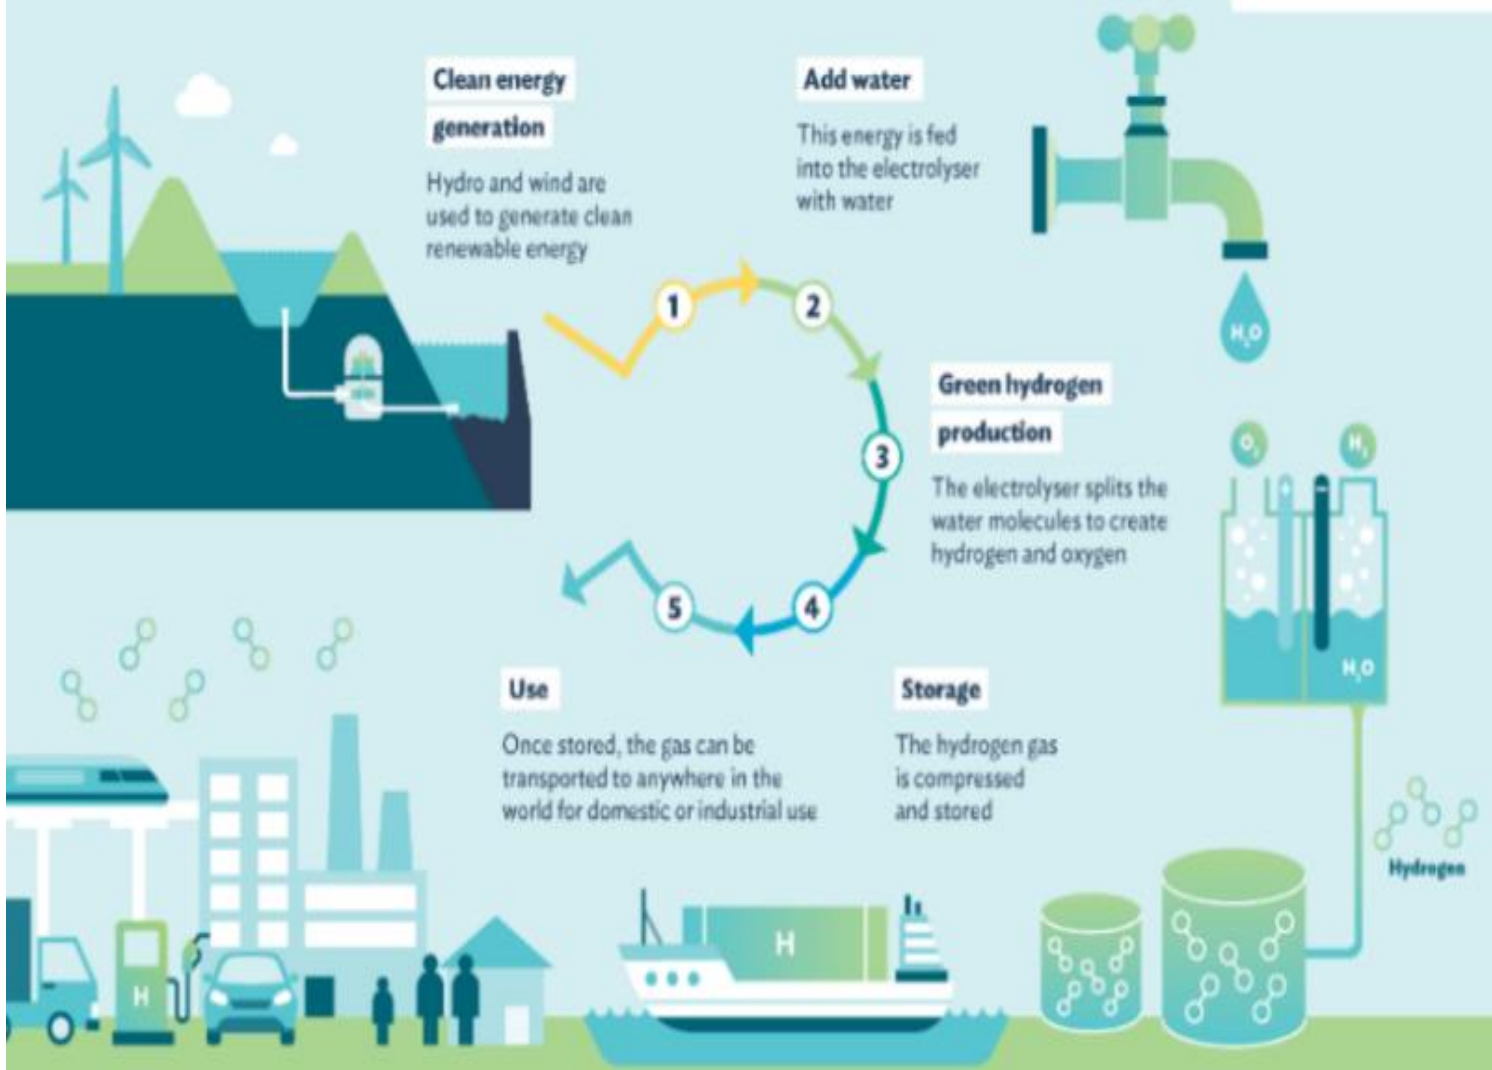 Clean energy
generation
Hydro and wind are
used to generate clean
renewable energy
Add water
This energy is fed
into the electrolyser
with water
H₂O
1
2
3
4
5
Green hydrogen
production
The electrolyser splits the
water molecules to create
hydrogen and oxygen
O₂
H₂
+
-
H₂O
Storage
The hydrogen gas
is compressed
and stored
Hydrogen
Use
Once stored, the gas can be
transported to anywhere in the
world for domestic or industrial use
H
H